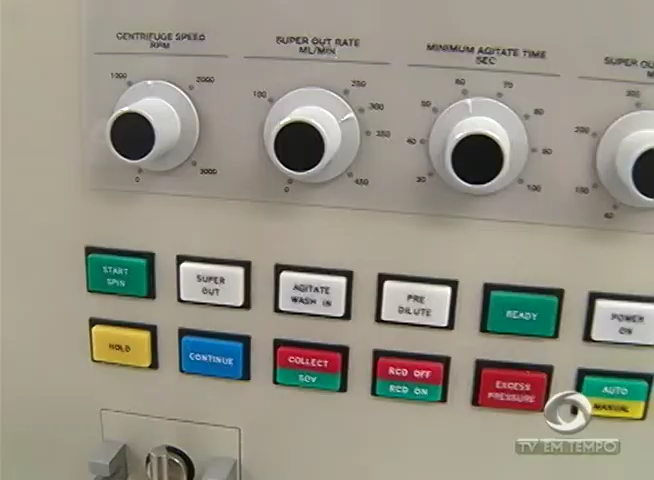 CENTRIFUGE SPEED
RPM
1000
2000
0
3000
SUPER OUT RATE
ML/MIN
100
250
300
350
0
450
MINIMUM AGITATE TIME
SEC
60
70
50
80
40
90
30
100
SUPER OU
300
200
150
START
SPIN
SUPER
OUT
AGITATE
WASH IN
PRE
DILUTE
READY
POWER
ON
HOLD
CONTINUE
COLLECT
SOV
RCD OFF
RCD ON
EXCESS
PRESSURE
AUTO
MANUAL
TV EM TEMPO